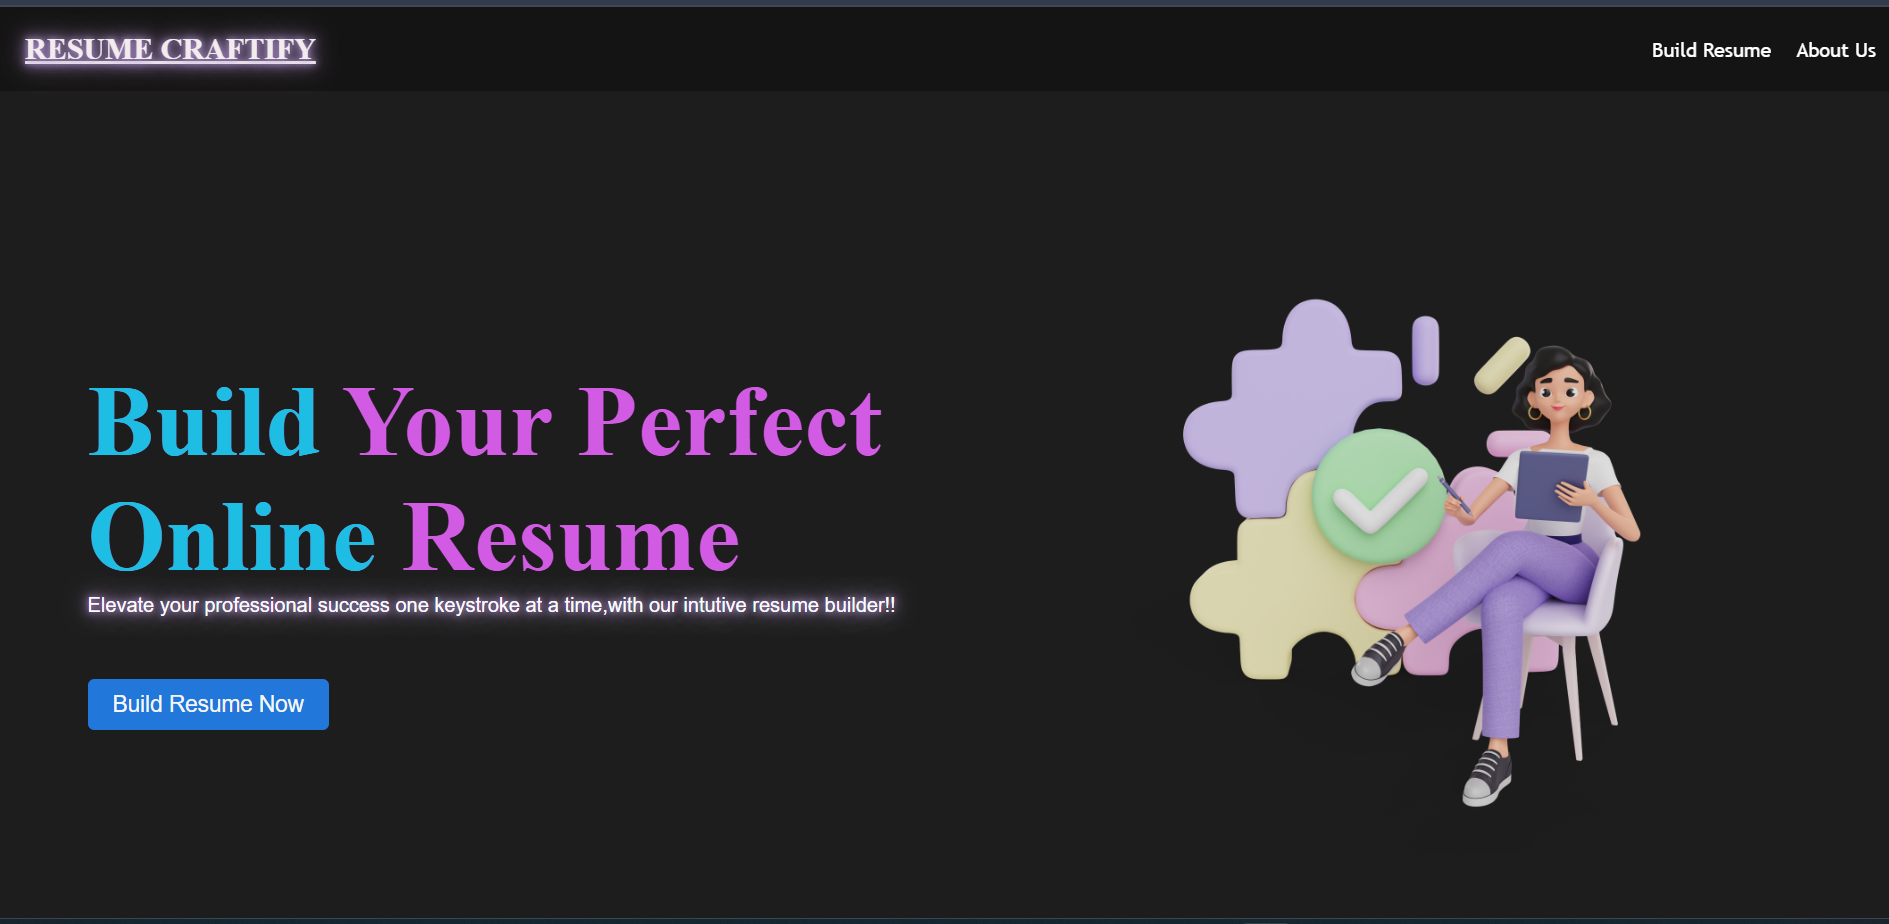 RESUME CRAFTIFY
Build Resume
About Us
Build Your Perfect
Online Resume
Elevate your professional success one keystroke at a time,with our intutive resume builder!!
Build Resume Now